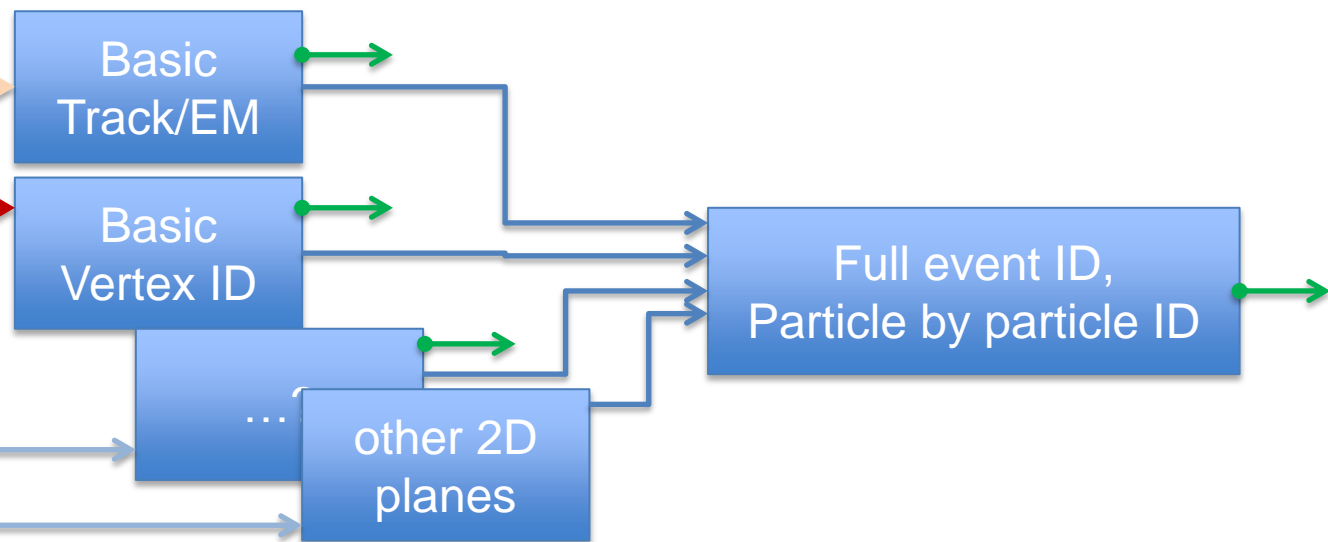 Basic
Track/EM
Basic
Vertex ID
Full event ID,
Particle by particle ID
...?
other 2D
planes